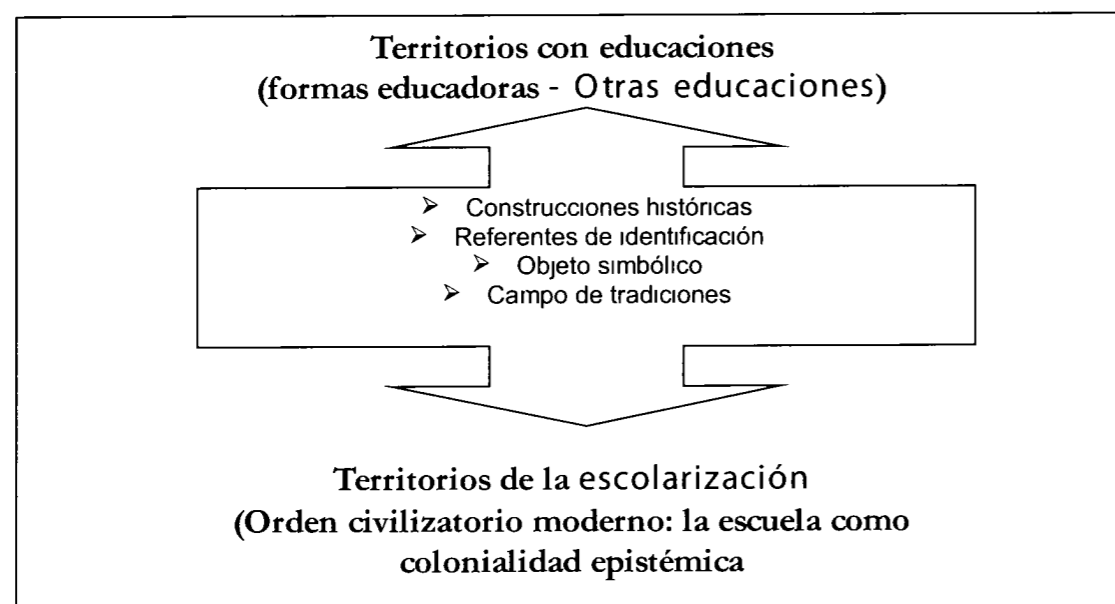 Territorios con educaciones
(formas educadoras - Otras educaciones)
➢ Construcciones históricas
➢ Referentes de identificación
➢ Objeto simbólico
➢ Campo de tradiciones
Territorios de la escolarización
(Orden civilizatorio moderno: la escuela como
colonialidad epistémica